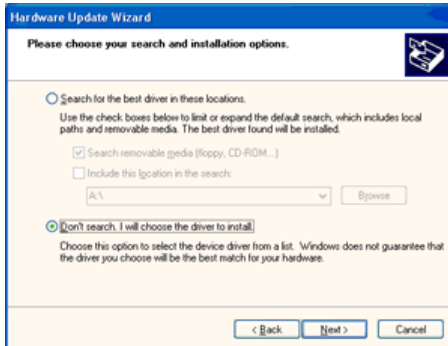 Hardware Update Wizard
Please choose your search and installation options.
Search for the best driver in these locations.
Use the check boxes below to limit or expand the default search, which includes local
paths and removable media. The best driver found will be installed.
Search removable media (floppy, CD-ROM...)
Include this location in the search:
A:\
Browse
Don't search. I will choose the driver to install.
Choose this option to select the device driver from a list. Windows does not guarantee that
the driver you choose will be the best match for your hardware.
< Back Next > Cancel